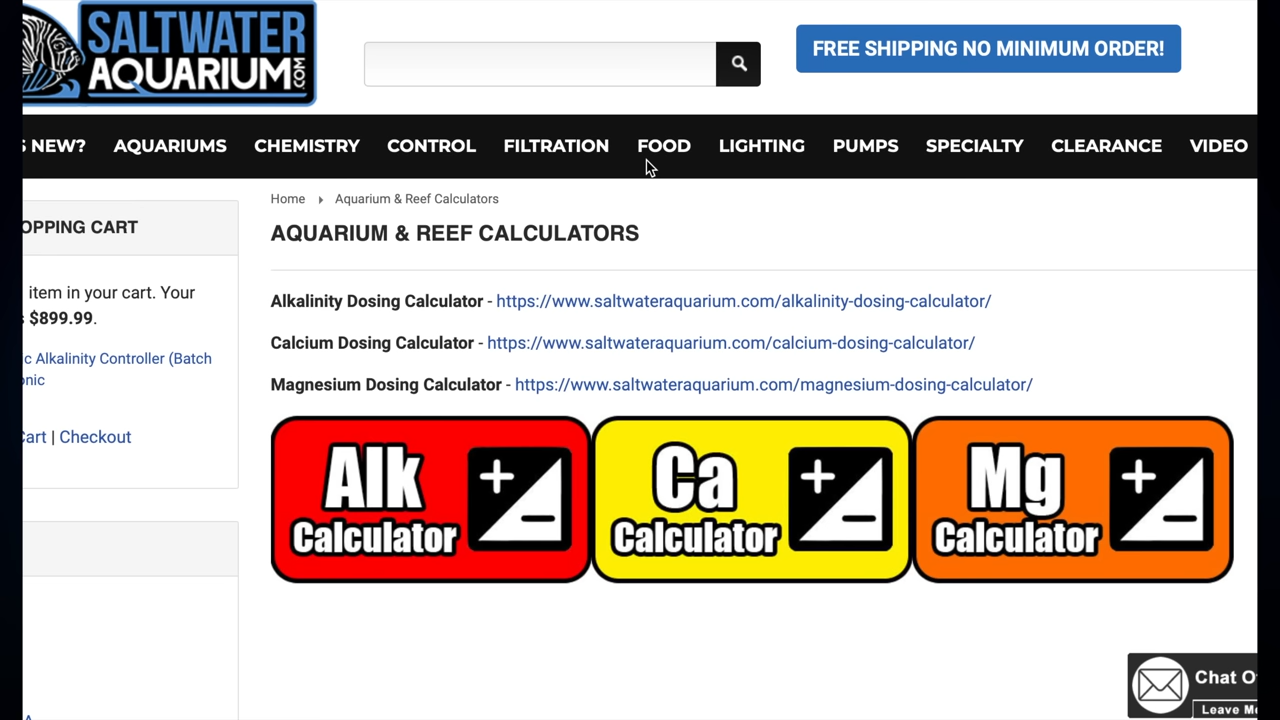 SALTWATER
AQUARIUM.COM
FREE SHIPPING NO MINIMUM ORDER!
NEW? AQUARIUMS CHEMISTRY CONTROL FILTRATION FOOD LIGHTING PUMPS SPECIALTY CLEARANCE VIDEO
Home Aquarium & Reef Calculators
OPPING CART
AQUARIUM & REEF CALCULATORS
item in your cart. Your
$899.99.
c Alkalinity Controller (Batch
onic
Cart | Checkout
Alkalinity Dosing Calculator - https://www.saltwateraquarium.com/alkalinity-dosing-calculator/
Calcium Dosing Calculator - https://www.saltwateraquarium.com/calcium-dosing-calculator/
Magnesium Dosing Calculator - https://www.saltwateraquarium.com/magnesium-dosing-calculator/
Alk
Calculator
Ca
Calculator
Mg
Calculator
Chat O
Leave Me